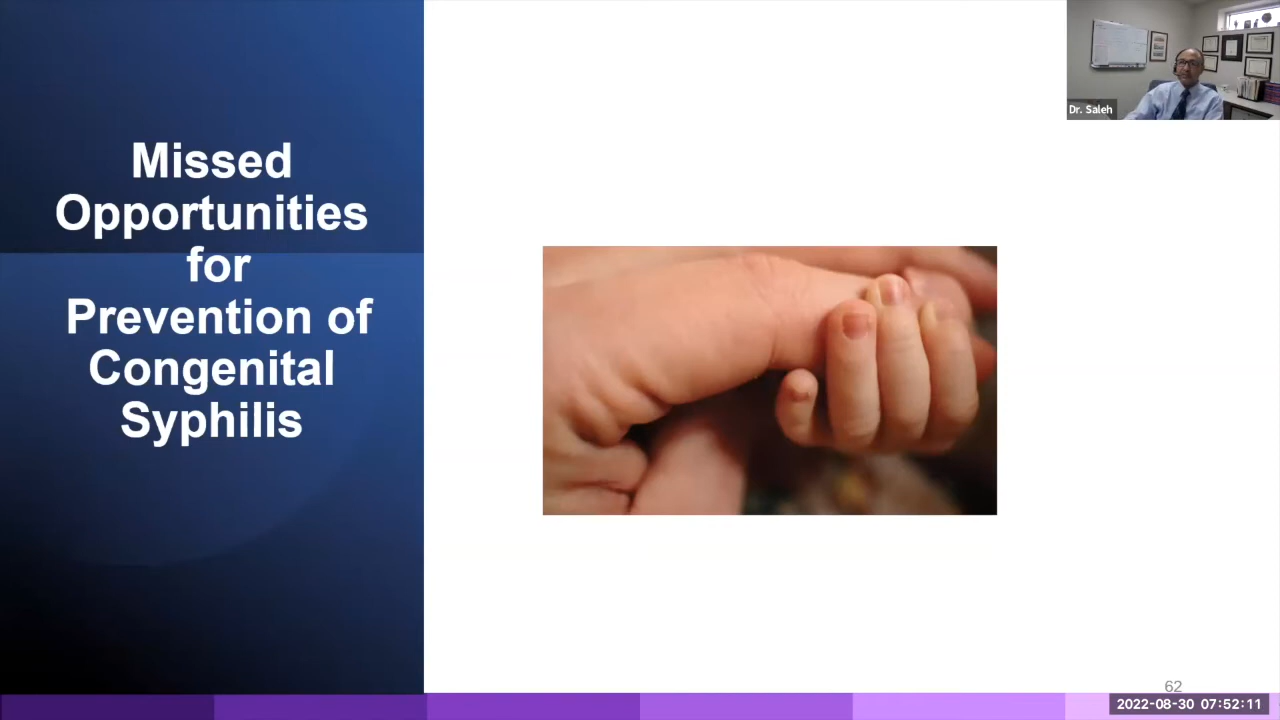 Missed
Opportunities
for
Prevention of
Congenital
Syphilis
Dr. Saleh
62
2022-08-30 07:52:11